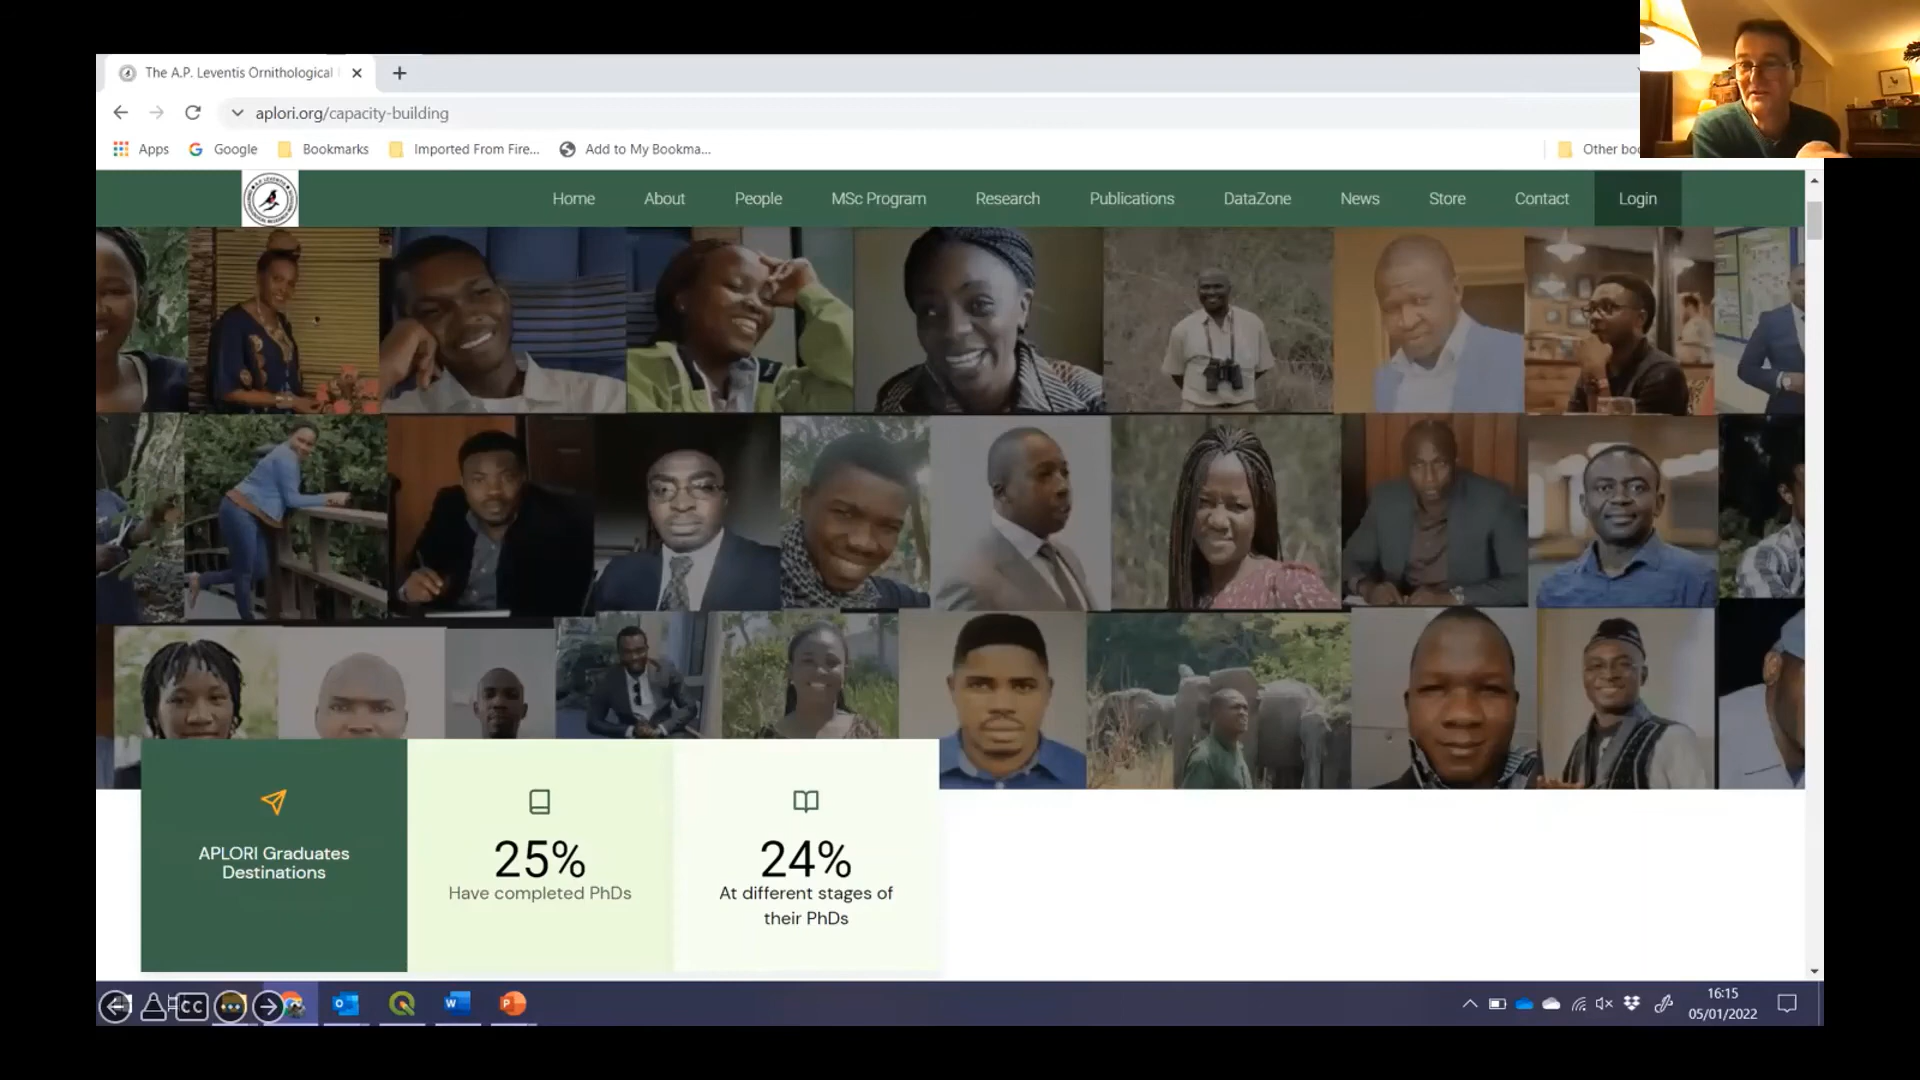 The A.P. Leventis Ornithological
aplori.org/capacity-building
Apps Google Bookmarks Imported From Fire... Add to My Bookma... Other boo
Home About People MSc Program Research Publications DataZone News Store Contact Login
APLORI Graduates
Destinations
25%
Have completed PhDs
24%
At different stages of
their PhDs
CC
16:15
05/01/2022